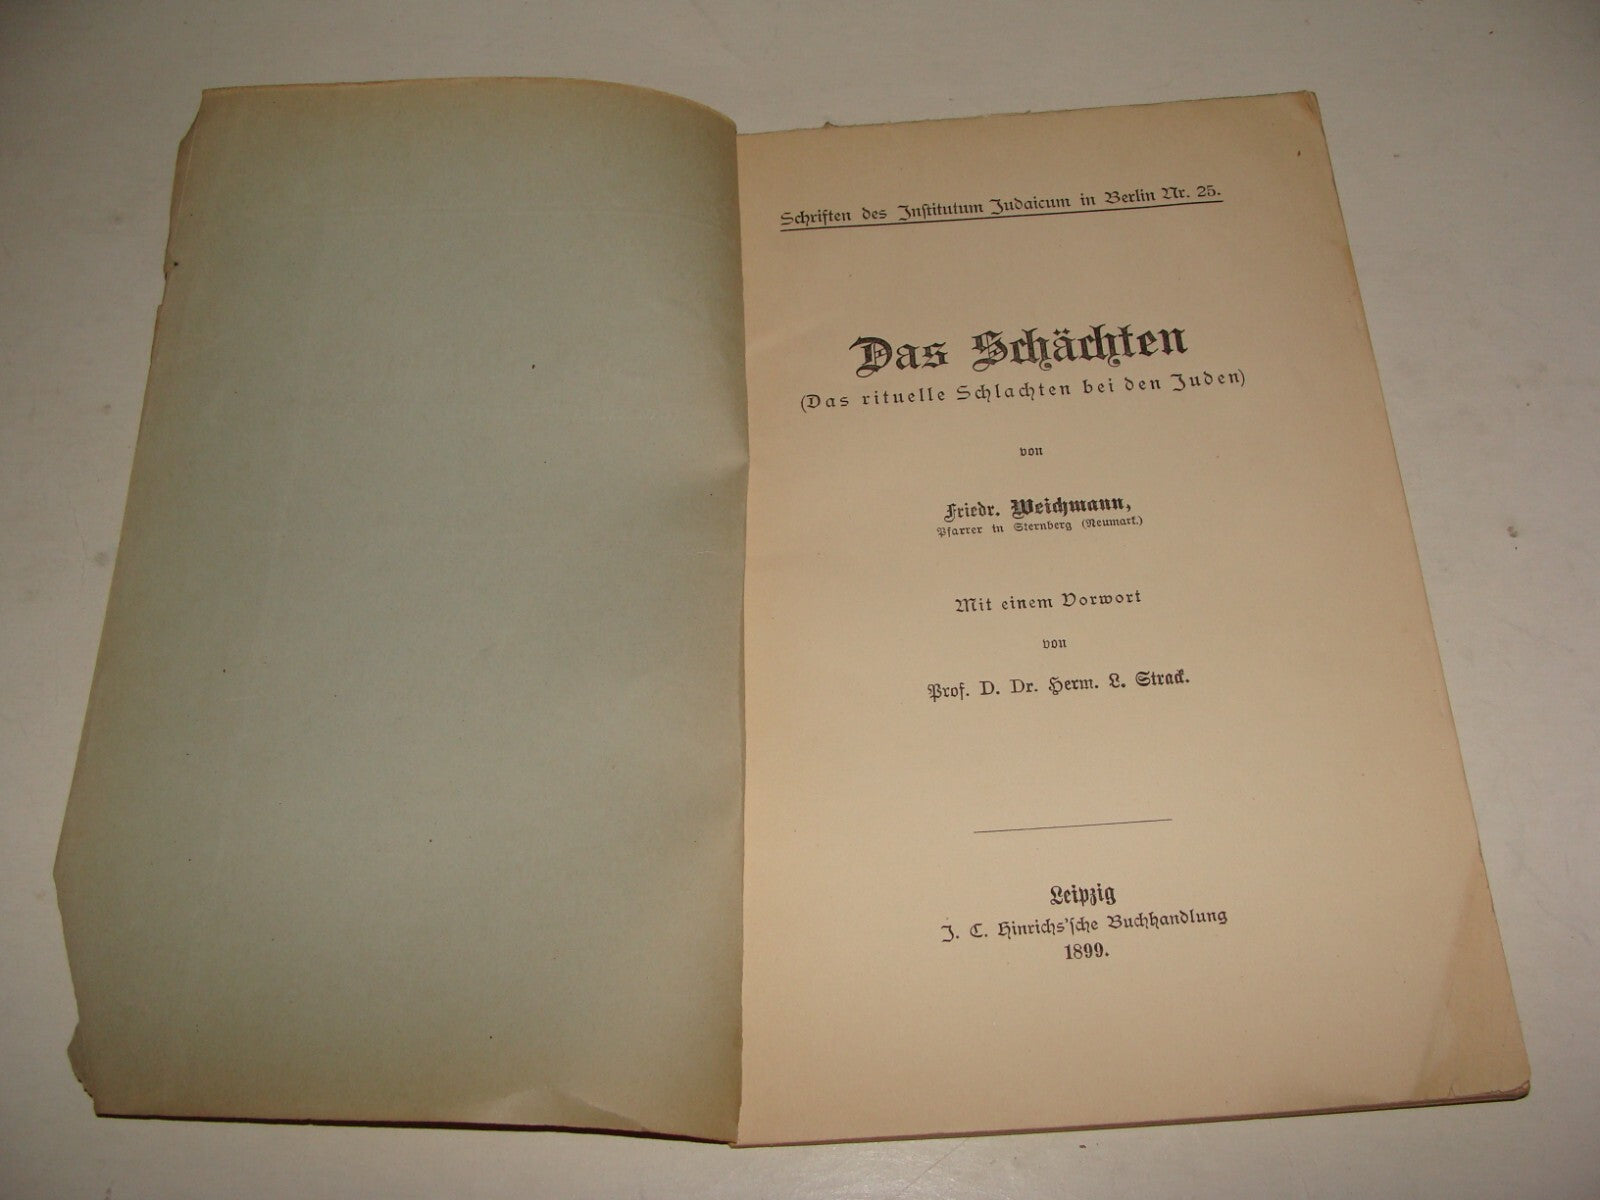 Schriften des Institutum Judaicum in Berlin Nr. 25.
Das Schächten
(Das rituelle Schlachten bei den Juden)
von
Friedr. Weichmann,
Pfarrer in Sternberg (Neumark.)
Mit einem Vorwort
von
Prof. D. Dr. Herm. L. Strack.
Leipzig
J. C. Hinrichs'sche Buchhandlung
1899.